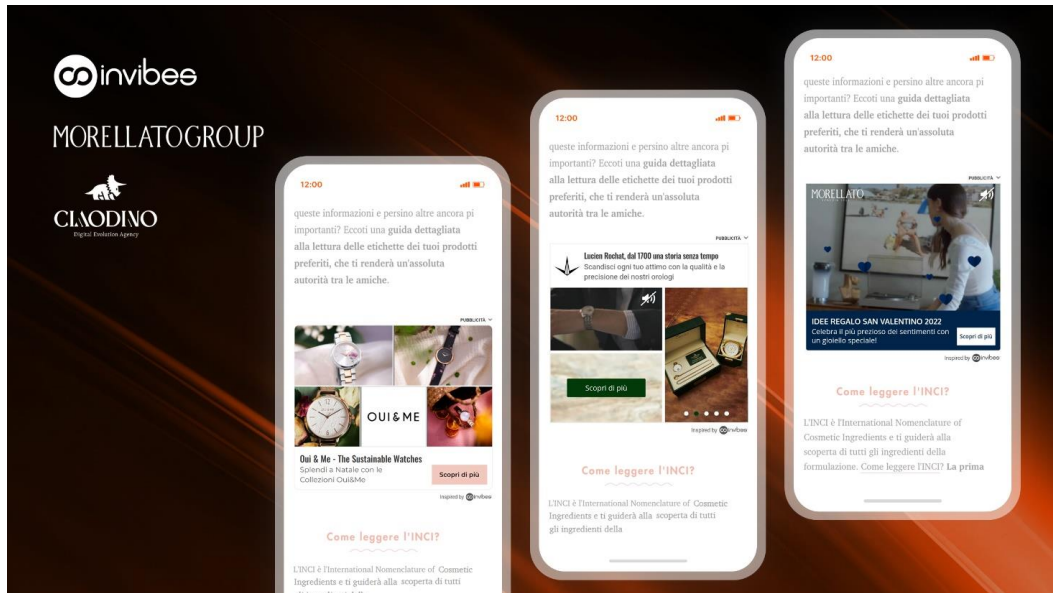 invibes
MORELLATOGROUP
CIAODINO
Digital Evolution Agency
12:00
queste informazioni e persino altre ancora pi
importanti? Eccoti una guida dettagliata
alla lettura delle etichette dei tuoi prodotti
preferiti, che ti renderà un'assoluta
autorità tra le amiche.
PUBBLICITÀ
OUI & ME
Oui & Me - The Sustainable Watches
Splendi a Natale con le
Collezioni Oui&Me
Scopri di più
Inspired by invibes
Come leggere l'INCI?
L'INCI è l'International Nomenclature of Cosmetic
Ingredients e ti guiderà alla scoperta di tutti
12:00
queste informazioni e persino altre ancora pi
importanti? Eccoti una guida dettagliata
alla lettura delle etichette dei tuoi prodotti
preferiti, che ti renderà un'assoluta
autorità tra le amiche.
PUBBLICITÀ
Lucien Rochat, dal 1700 una storia senza tempo
Scandisci ogni tuo attimo con la qualità e la
precisione dei nostri orologi
Scopri di più
Inspired by invibes
Come leggere l'INCI?
L'INCI è l'International Nomenclature of Cosmetic
Ingredients e ti guiderà alla scoperta di tutti
gli ingredienti della
12:00
queste informazioni e persino altre ancora pi
importanti? Eccoti una guida dettagliata
alla lettura delle etichette dei tuoi prodotti
preferiti, che ti renderà un'assoluta
autorità tra le amiche.
PUBBLICITÀ
MORELLATO
IDEE REGALO SAN VALENTINO 2022
Celebra il più prezioso dei sentimenti con
un gioiello speciale!
Scopri di più
Inspired by invibes
Come leggere l'INCI?
L'INCI è l'International Nomenclature of
Cosmetic Ingredients e ti guiderà alla
scoperta di tutti gli ingredienti della
formulazione. Come leggere l'INCI? La prima